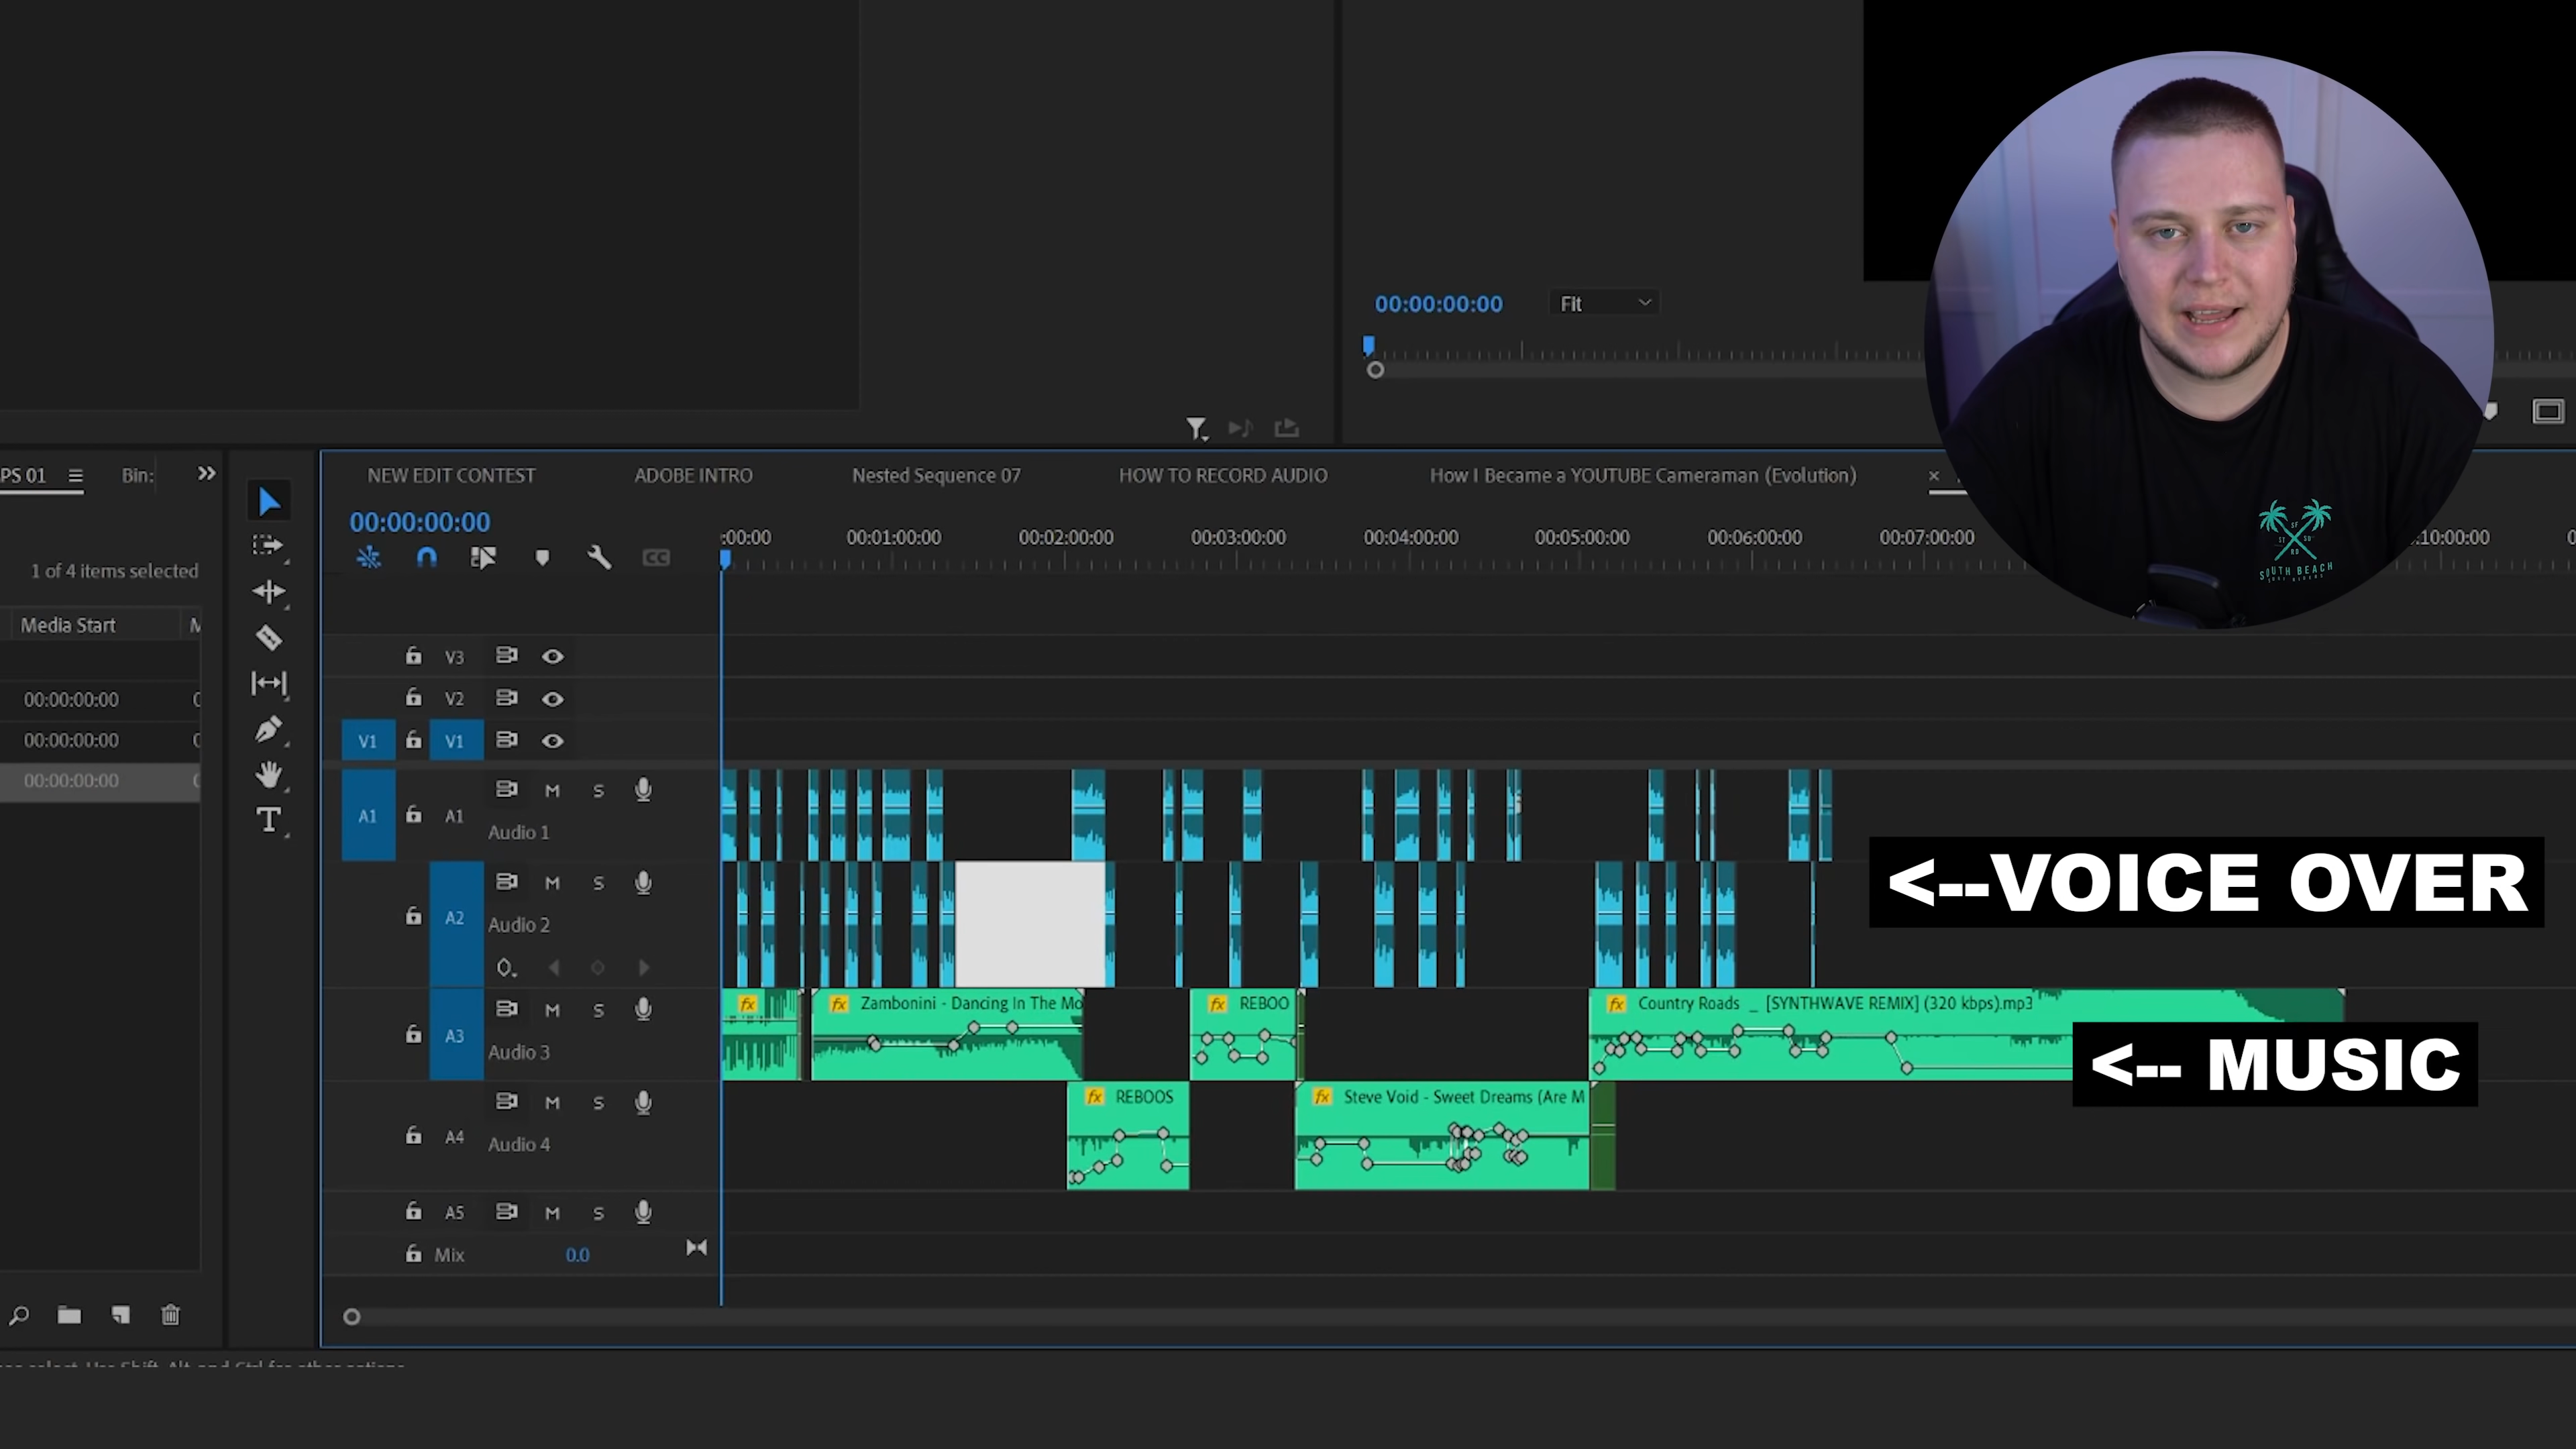 00:00:00:00
Fit
PS 01
Bin:
NEW EDIT CONTEST
ADOBE INTRO
Nested Sequence 07
HOW TO RECORD AUDIO
How I Became a YOUTUBE Cameraman (Evolution)
00:00:00:00
CC
:00:00
00:01:00:00
00:02:00:00
00:03:00:00
00:04:00:00
00:05:00:00
00:06:00:00
00:07:00:00
:10:00:00
SOUTH BEACH
1 of 4 items selected
Media Start
00:00:00:00
00:00:00:00
00:00:00:00
V3
V2
V1 V1
A1 A1 M S
Audio 1
A2 M S
Audio 2
<--VOICE OVER
A3 M S
Audio 3
fx
fx Zambonini - Dancing In The Mo
fx REBOO
fx Country Roads _ [SYNTHWAVE REMIX] (320 kbps).mp3
<-- MUSIC
A4 M S
Audio 4
fx REBOOS
fx Steve Void - Sweet Dreams (Are M
A5 M S
Mix 0.0